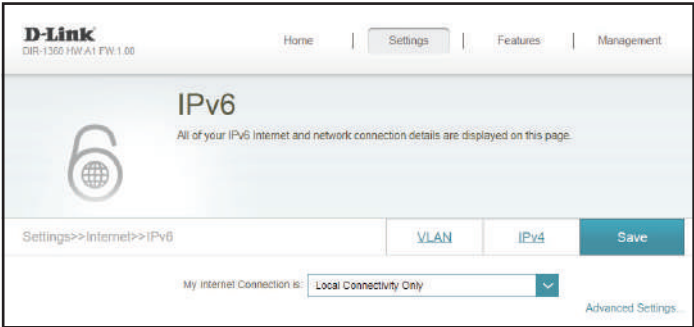 D-Link
DIR-1360 HW:A1 FW:1.00
Home | Settings | Features | Management
IPv6
All of your IPv6 Internet and network connection details are displayed on this page.
Settings>>Internet>>IPv6 VLAN IPv4 Save
My Internet Connection is: Local Connectivity Only
Advanced Settings...